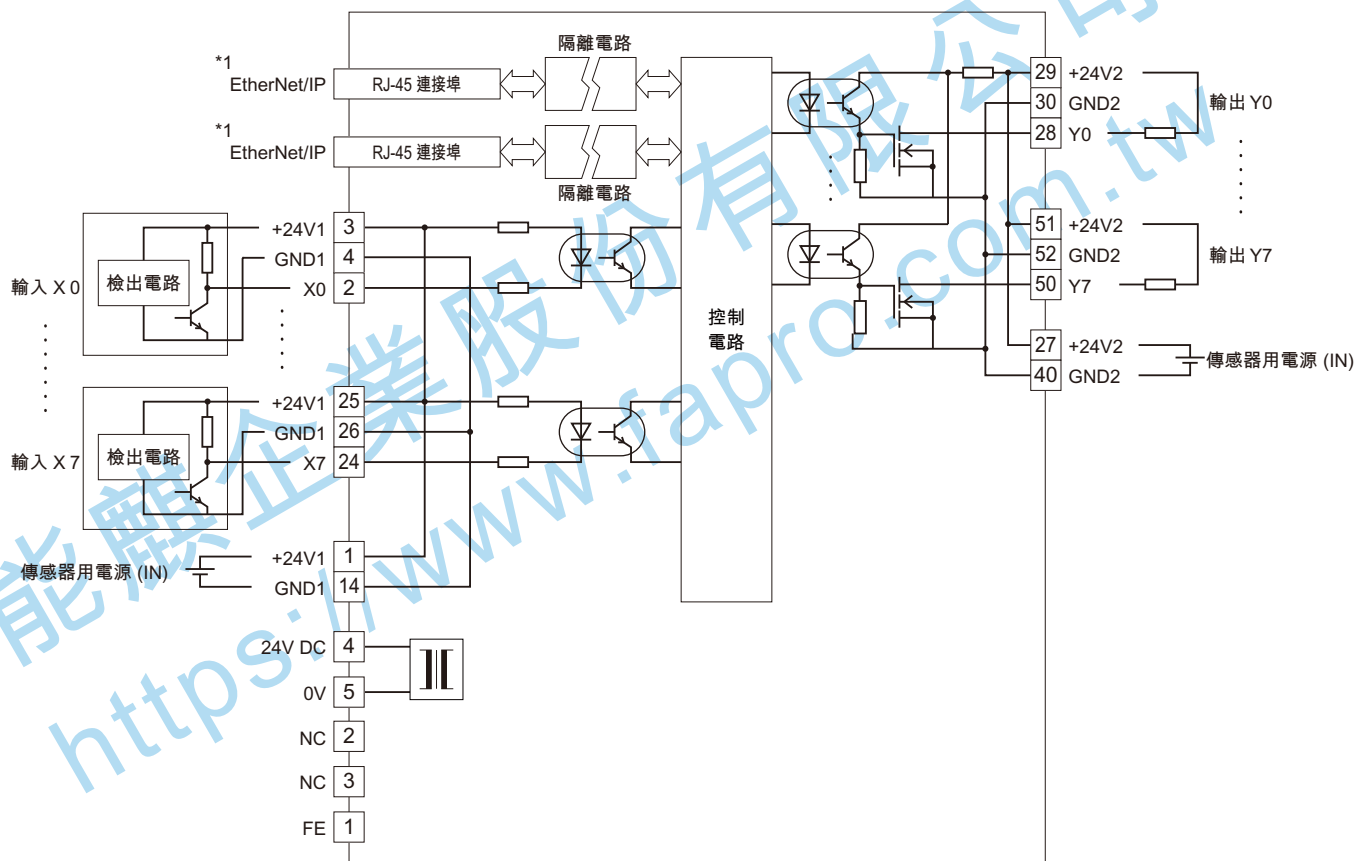 隔離電路
*1
EtherNet/IP
RJ-45 連接埠
*1
EtherNet/IP
RJ-45 連接埠
隔離電路
控制
電路
+24V1 3
GND1 4
X0 2
輸入 X 0
檢出電路
+24V1 25
GND1 26
X7 24
輸入 X 7
檢出電路
傳感器用電源 (IN)
+24V1 1
GND1 14
24V DC 4
0V 5
NC 2
NC 3
FE 1
29 +24V2
30 GND2
28 Y0
輸出 Y0
51 +24V2
52 GND2
50 Y7
輸出 Y7
27 +24V2
40 GND2
傳感器用電源 (IN)
能麒企業股份有限公司
https://www.fapro.com.tw